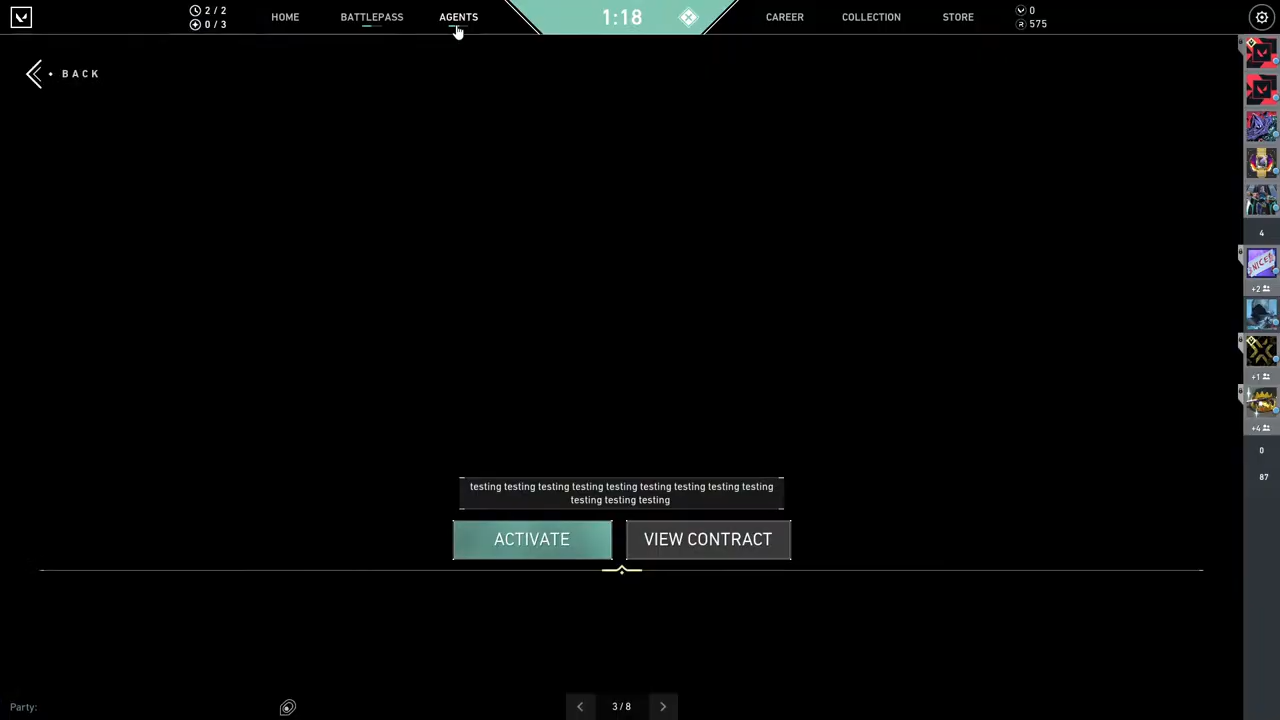 2 / 2
0 / 3
HOME
BATTLEPASS
AGENTS
1:18
CAREER
COLLECTION
STORE
0
575
BACK
4
NICE!
+2
+1
+4
0
87
testing testing testing testing testing testing testing testing testing
testing testing testing
ACTIVATE
VIEW CONTRACT
Party:
3 / 8